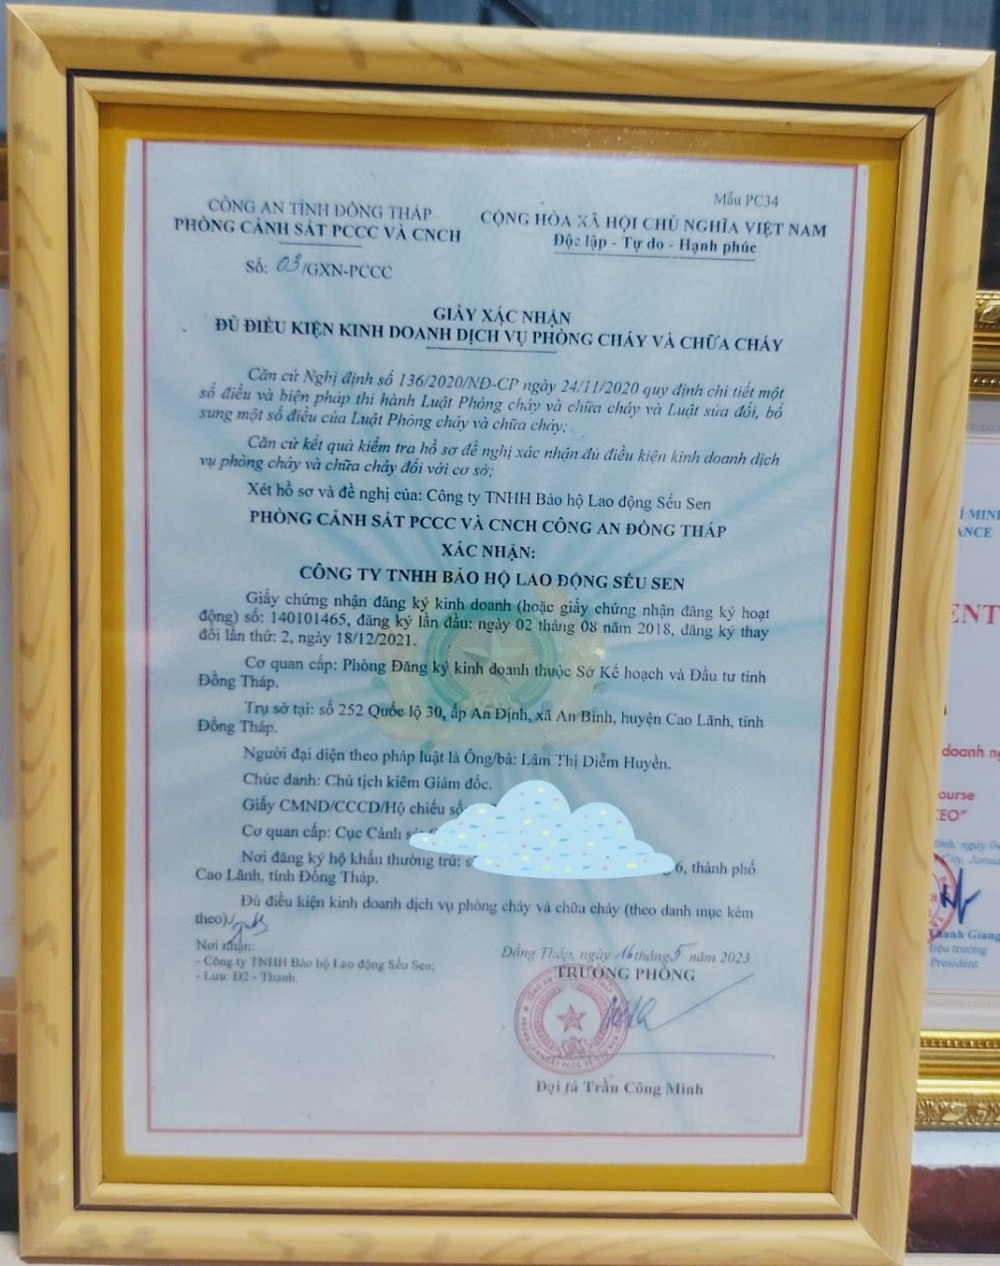 Mẫu PC34
CÔNG AN TỈNH ĐỒNG THÁP
PHÒNG CẢNH SÁT PCCC VÀ CNCH
CỘNG HÒA XÃ HỘI CHỦ NGHĨA VIỆT NAM
Độc lập - Tự do - Hạnh phúc
Số: 03/GXN-PCCC
GIẤY XÁC NHẬN
ĐỦ ĐIỀU KIỆN KINH DOANH DỊCH VỤ PHÒNG CHÁY VÀ CHỮA CHÁY
Căn cứ Nghị định số 136/2020/NĐ-CP ngày 24/11/2020 quy định chi tiết một
số điều và biện pháp thi hành Luật Phòng cháy và chữa cháy và Luật sửa đổi, bổ
sung một số điều của Luật Phòng cháy và chữa cháy;
Căn cứ kết quả kiểm tra hồ sơ đề nghị xác nhận đủ điều kiện kinh doanh dịch
vụ phòng cháy và chữa cháy đối với cơ sở;
Xét hồ sơ và đề nghị của: Công ty TNHH Bảo hộ Lao động Sếu Sen
PHÒNG CẢNH SÁT PCCC VÀ CNCH CÔNG AN ĐỒNG THÁP
XÁC NHẬN:
CÔNG TY TNHH BẢO HỘ LAO ĐỘNG SẾU SEN
Giấy chứng nhận đăng ký kinh doanh (hoặc giấy chứng nhận đăng ký hoạt
động) số: 140101465, đăng ký lần đầu: ngày 02 tháng 08 năm 2018, đăng ký thay
đổi lần thứ: 2, ngày 18/12/2021.
Cơ quan cấp: Phòng Đăng ký kinh doanh thuộc Sở Kế hoạch và Đầu tư tỉnh
Đồng Tháp.
Trụ sở tại: số 252 Quốc lộ 30, ấp An Định, xã An Bình, huyện Cao Lãnh, tỉnh
Đồng Tháp.
Người đại diện theo pháp luật là Ông/bà: Lâm Thị Diễm Huyền.
Chức danh: Chủ tịch kiêm Giám đốc.
Giấy CMND/CCCD/Hộ chiếu số
Cơ quan cấp: Cục Cảnh
Nơi đăng ký hộ khẩu thường trú: 6, thành phố
Cao Lãnh, tỉnh Đồng Tháp.
Đủ điều kiện kinh doanh dịch vụ phòng cháy và chữa cháy (theo danh mục kèm
theo)./.
Nơi nhận:
- Công ty TNHH Bảo hộ Lao động Sếu Sen;
- Lưu: Đ2 - Thanh.
Đồng Tháp, ngày 16 tháng 5 năm 2023
TRƯỞNG PHÒNG
Đại tá Trần Công Minh
MINH
ANCE
ENT
doanh
ourse
CEO"
Thanh Giang
iệu trưởng
President